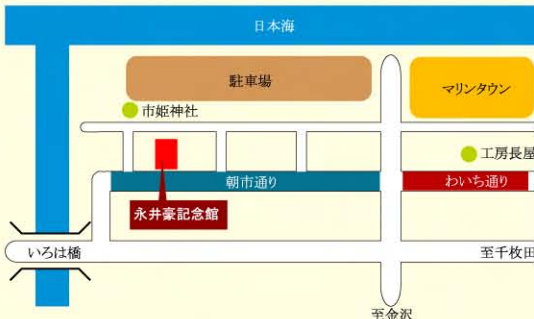 日本海
駐車場
マリンタウン
市姫神社
工房長屋
朝市通り
わいち通り
永井豪記念館
いろは橋
至千枚田
至金沢